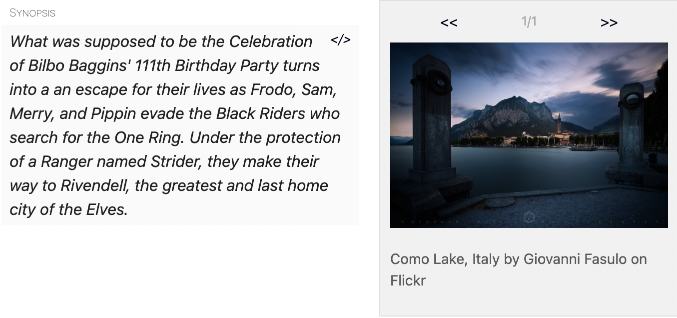 Synopsis
What was supposed to be the Celebration </>
of Bilbo Baggins' 111th Birthday Party turns
into a an escape for their lives as Frodo, Sam,
Merry, and Pippin evade the Black Riders who
search for the One Ring. Under the protection
of a Ranger named Strider, they make their
way to Rivendell, the greatest and last home
city of the Elves.
<< 1/1 >>
Como Lake, Italy by Giovanni Fasulo on
Flickr